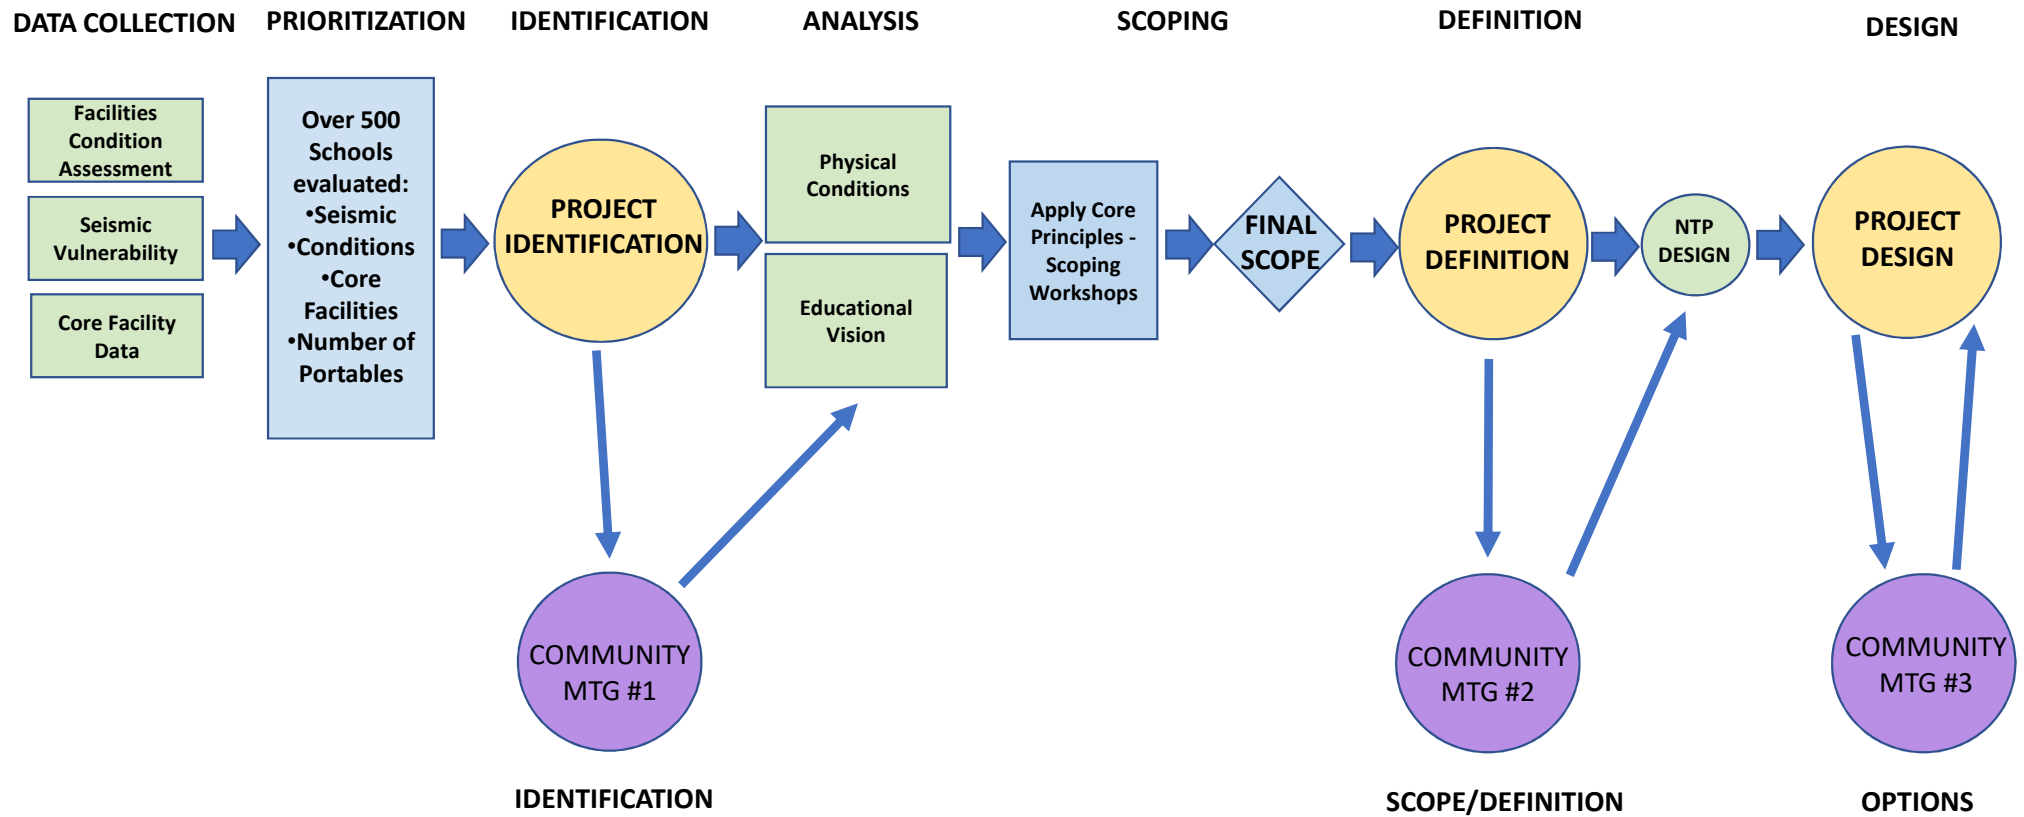 DATA COLLECTION
PRIORITIZATION
IDENTIFICATION
ANALYSIS
SCOPING
DEFINITION
DESIGN
Facilities
Condition
Assessment
Seismic
Vulnerability
Core Facility
Data
Over 500
Schools
evaluated:
•Seismic
•Conditions
•Core
Facilities
•Number of
Portables
PROJECT
IDENTIFICATION
Physical
Conditions
Educational
Vision
Apply Core
Principles -
Scoping
Workshops
FINAL
SCOPE
PROJECT
DEFINITION
NTP
DESIGN
PROJECT
DESIGN
COMMUNITY
MTG #1
COMMUNITY
MTG #2
COMMUNITY
MTG #3
IDENTIFICATION
SCOPE/DEFINITION
OPTIONS